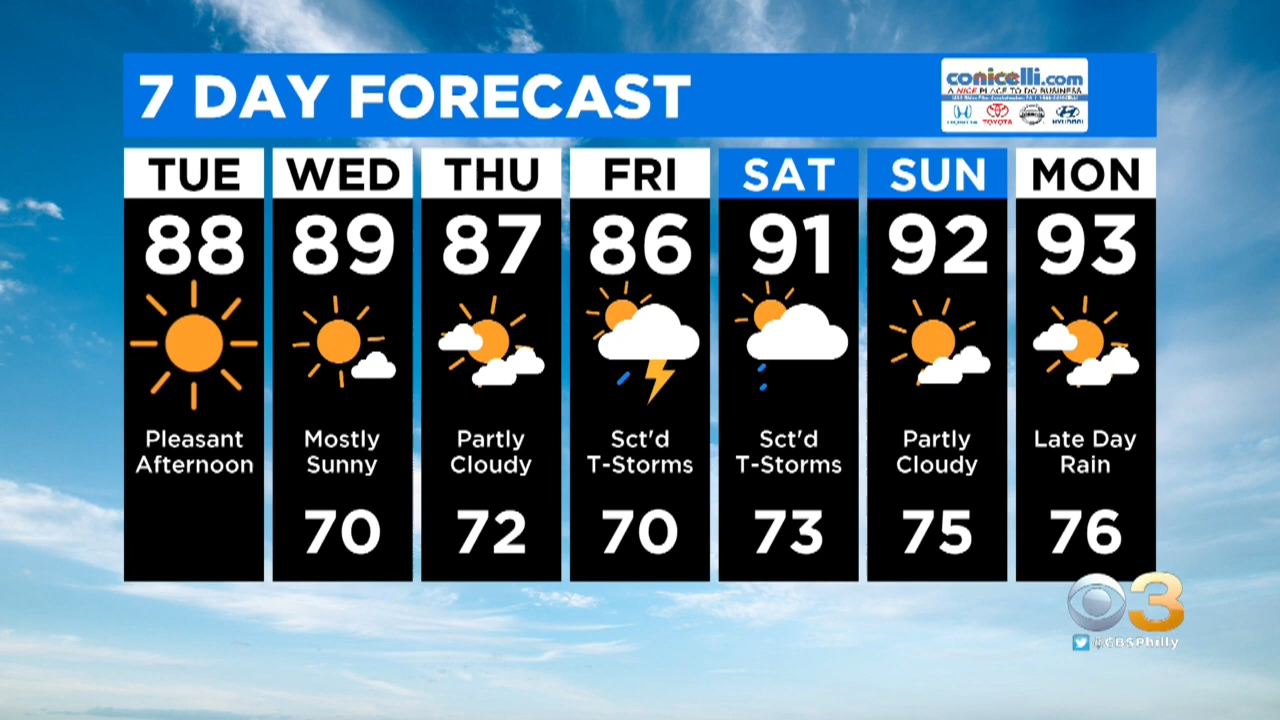 7 DAY FORECAST
conicelli.com
A NICE PLACE TO DO BUSINESS
TOYOTA
HYUNDAI
TUE
WED
THU
FRI
SAT
SUN
MON
88
89
87
86
91
92
93
Pleasant
Afternoon
Mostly
Sunny
Partly
Cloudy
Sct'd
T-Storms
Sct'd
T-Storms
Partly
Cloudy
Late Day
Rain
70
72
70
73
75
76
3
@CBSPhilly